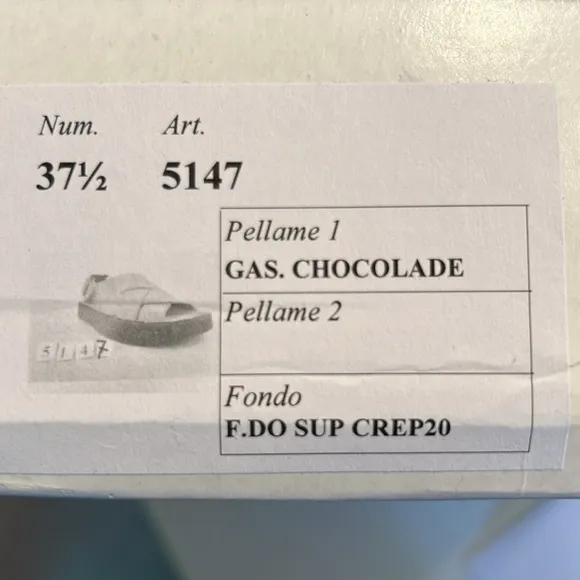 Num. Art.
37½ 5147
Pellame 1
GAS. CHOCOLADE
Pellame 2
5147
Fondo
F.DO SUP CREP20